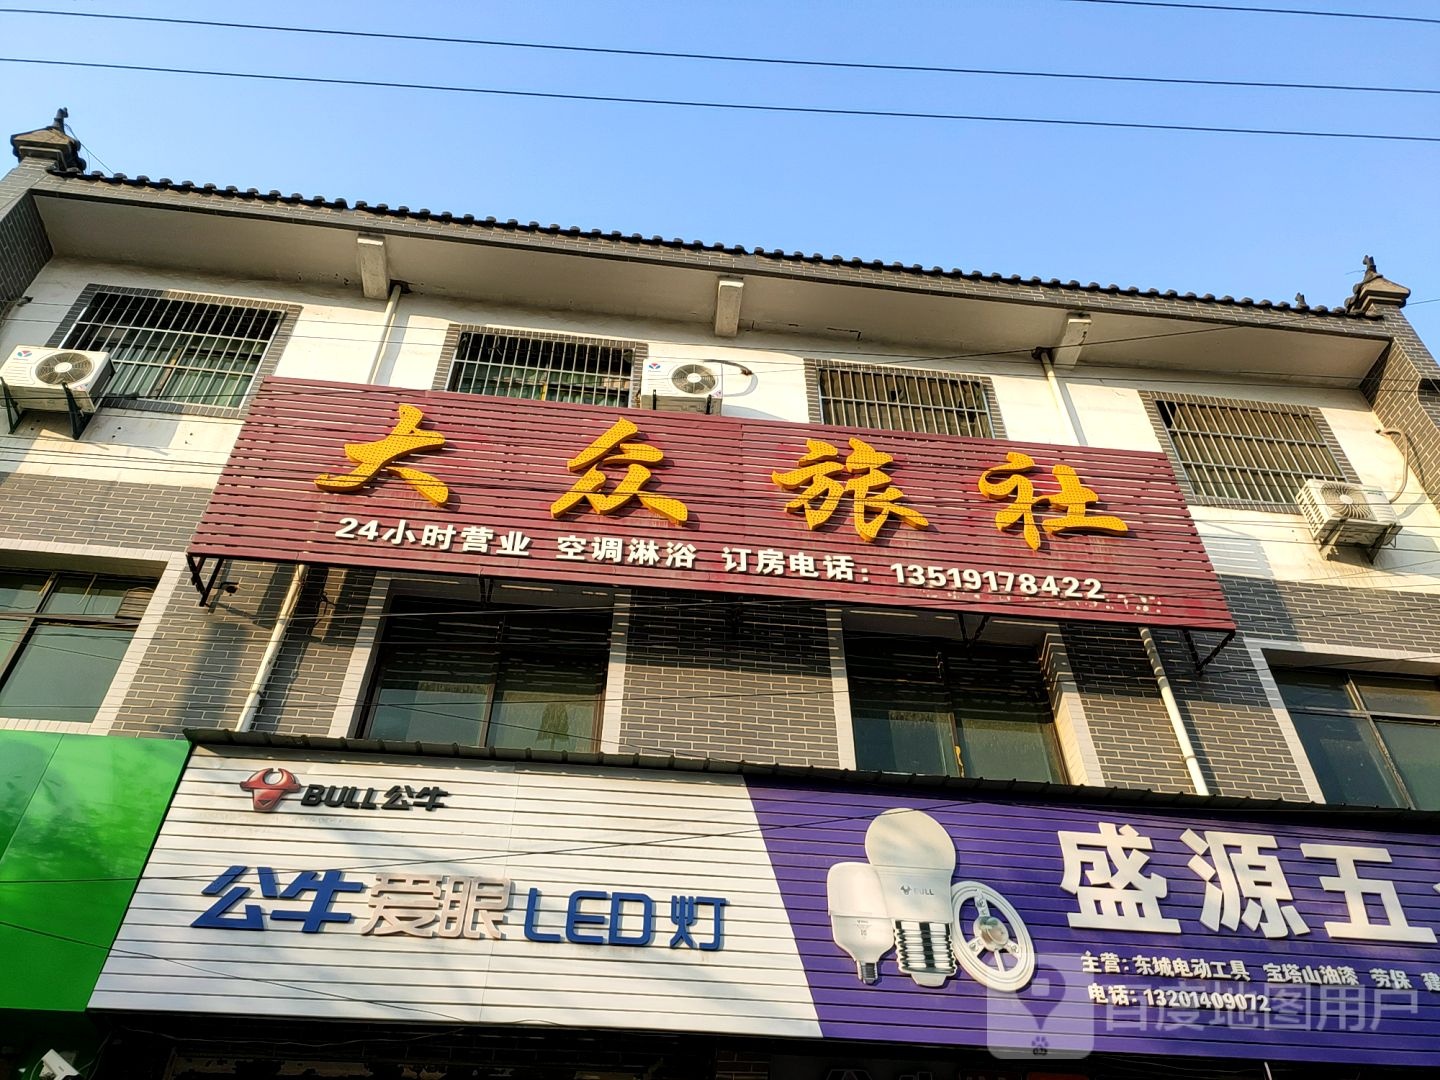 大众旅社
24小时营业 空调淋浴 订房电话：13519178422
BULL公牛
公牛爱眼LED灯
BULL
盛源五
主营：东城电动工具 宝塔山油漆 劳保 建
电话：13201409072
百度地图用户